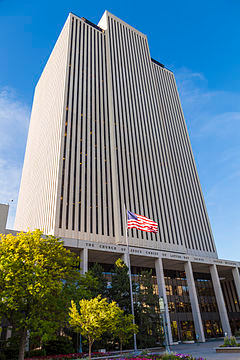 THE CHURCH OF JESUS CHRIST OF LATTER-DAY SAINTS